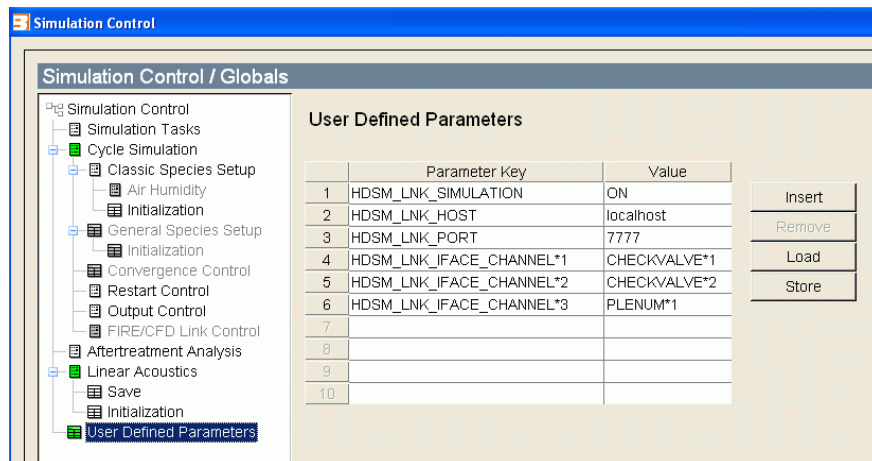 Simulation Control
Simulation Control / Globals
Simulation Control
Simulation Tasks
Cycle Simulation
Classic Species Setup
Air Humidity
Initialization
General Species Setup
Initialization
Convergence Control
Restart Control
Output Control
FIRE/CFD Link Control
Aftertreatment Analysis
Linear Acoustics
Save
Initialization
User Defined Parameters
User Defined Parameters
Parameter Key Value
1 HDSM_LNK_SIMULATION ON
2 HDSM_LNK_HOST localhost
3 HDSM_LNK_PORT 7777
4 HDSM_LNK_IFACE_CHANNEL*1 CHECKVALVE*1
5 HDSM_LNK_IFACE_CHANNEL*2 CHECKVALVE*2
6 HDSM_LNK_IFACE_CHANNEL*3 PLENUM*1
7
8
9
10
Insert
Remove
Load
Store